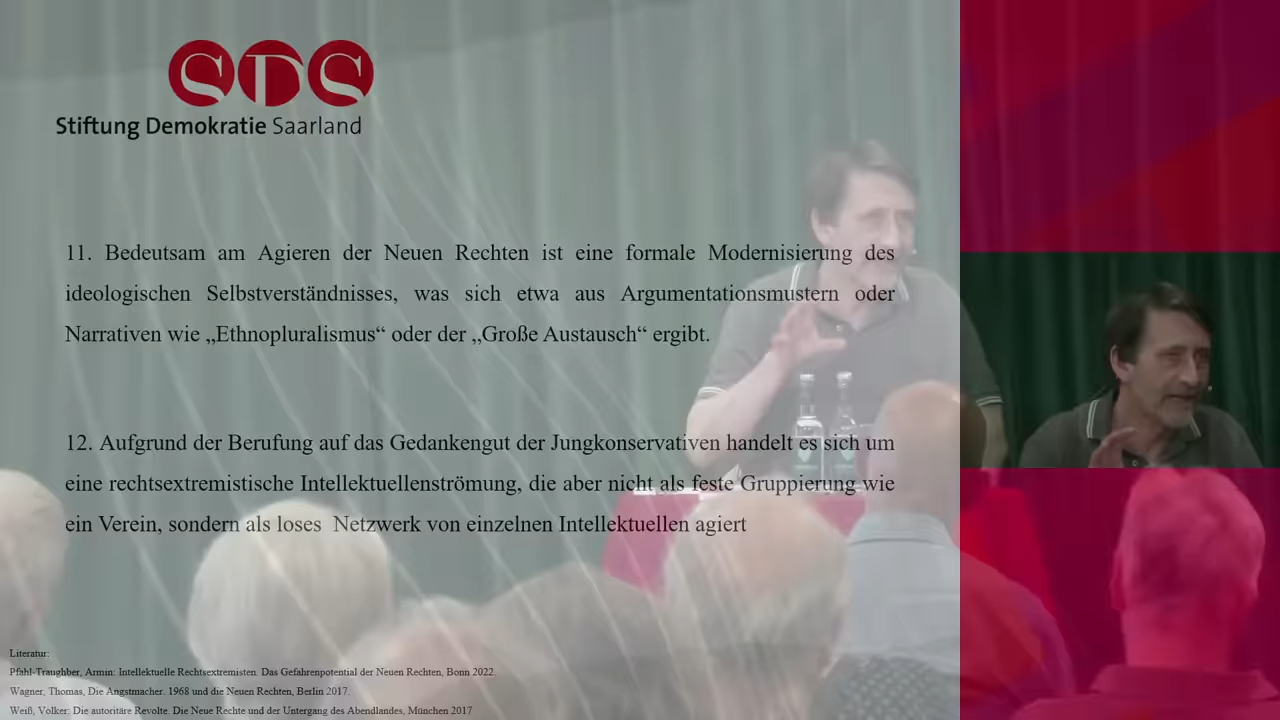 SDS
Stiftung Demokratie Saarland
11. Bedeutsam am Agieren der Neuen Rechten ist eine formale Modernisierung des
ideologischen Selbstverständnisses, was sich etwa aus Argumentationsmustern oder
Narrativen wie „Ethnopluralismus“ oder der „Große Austausch“ ergibt.
12. Aufgrund der Berufung auf das Gedankengut der Jungkonservativen handelt es sich um
eine rechtsextremistische Intellektuellenströmung, die aber nicht als feste Gruppierung wie
ein Verein, sondern als loses  Netzwerk von einzelnen Intellektuellen agiert
Literatur:
Pfahl-Traughber, Armin: Intellektuelle Rechtsextremisten. Das Gefahrenpotential der Neuen Rechten, Bonn 2022.
Wagner, Thomas, Die Angstmacher. 1968 und die Neuen Rechten, Berlin 2017.
Weiß, Volker: Die autoritäre Revolte. Die Neue Rechte und der Untergang des Abendlandes, München 2017